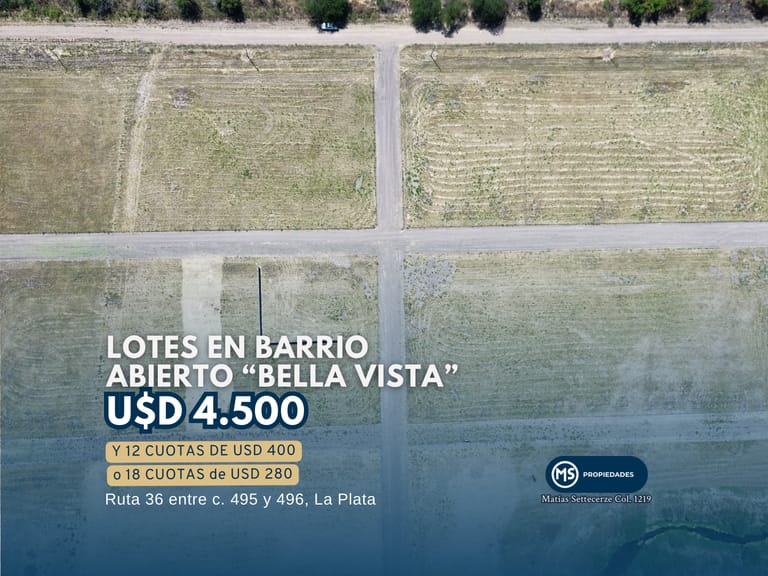 LOTES EN BARRIO
ABIERTO “BELLA VISTA”
U$D 4.500
Y 12 CUOTAS DE USD 400
o 18 CUOTAS de USD 280
Ruta 36 entre c. 495 y 496, La Plata
MS PROPIEDADES
Matías Settecerze Col. 1219